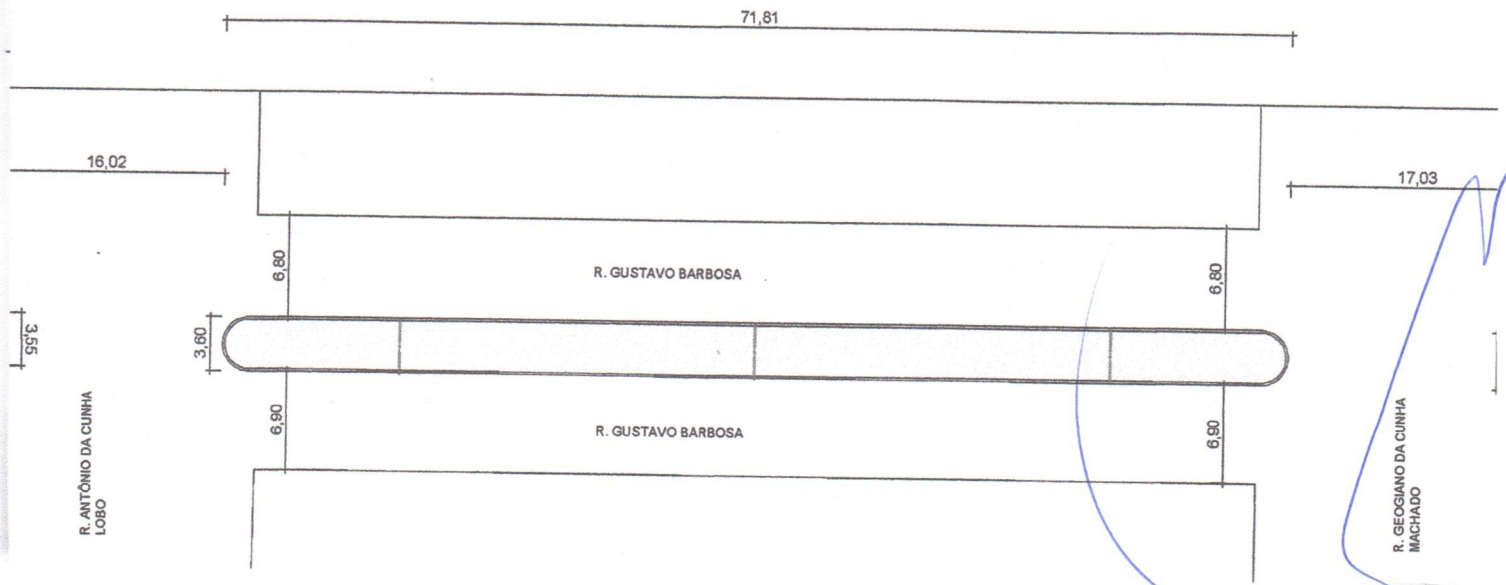 71,81
16,02
17,03
6,80
R. GUSTAVO BARBOSA
6,80
3,55
3,60
6,90
R. GUSTAVO BARBOSA
6,90
R. ANTÔNIO DA CUNHA
LOBO
R. GEOGIANO DA CUNHA
MACHADO